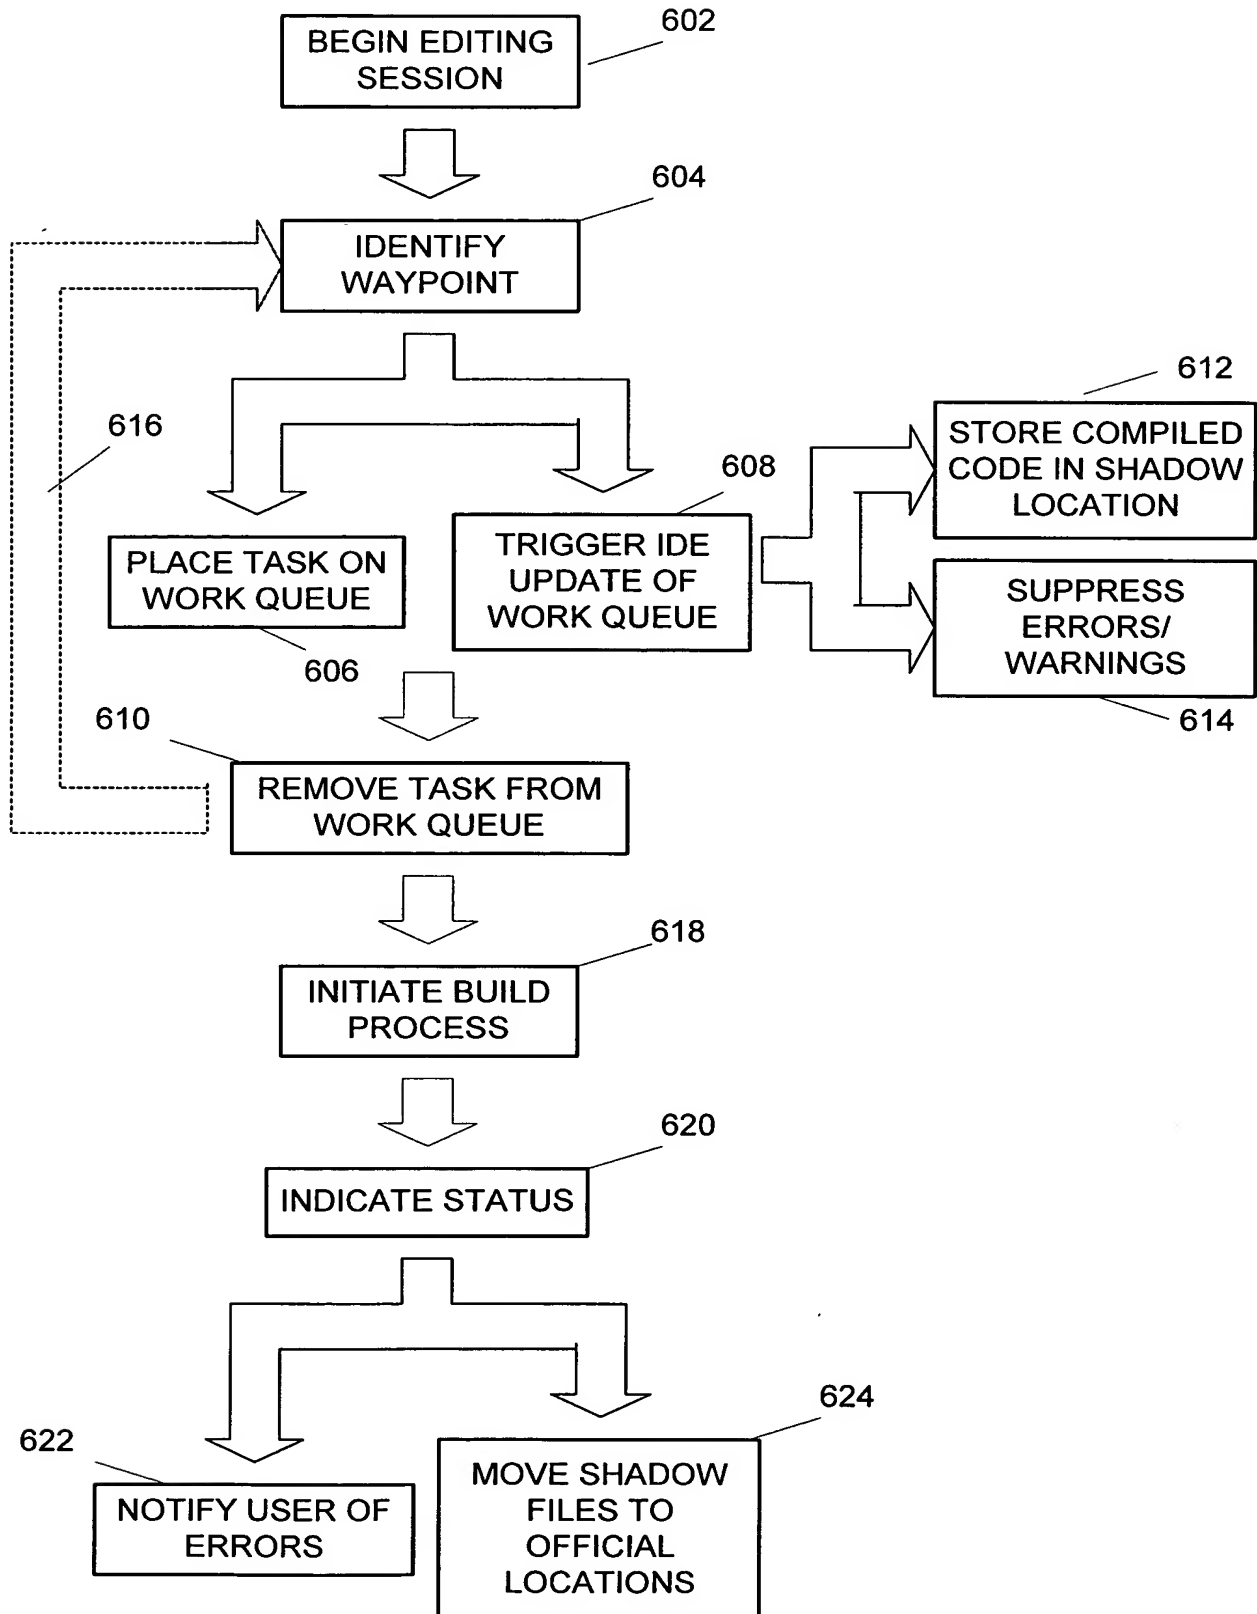 602
BEGIN EDITING
SESSION
604
IDENTIFY
WAYPOINT
612
STORE COMPILED
CODE IN SHADOW
LOCATION
616
608
TRIGGER IDE
UPDATE OF
WORK QUEUE
PLACE TASK ON
WORK QUEUE
606
SUPPRESS
ERRORS/
WARNINGS
614
610
REMOVE TASK FROM
WORK QUEUE
618
INITIATE BUILD
PROCESS
620
INDICATE STATUS
622
NOTIFY USER OF
ERRORS
624
MOVE SHADOW
FILES TO
OFFICIAL
LOCATIONS